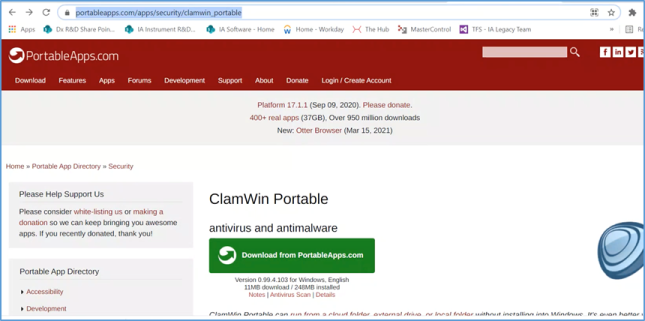 portableapps.com/apps/security/clamwin_portable
Apps Dx R&D Share Poin... IA Instrument R&D... IA Software - Home Home - Workday The Hub MasterControl TFS - IA Legacy Team »
PortableApps.com
Download Features Apps Forums Development Support About Donate Login / Create Account
Platform 17.1.1 (Sep 09, 2020). Please donate.
400+ real apps (37GB), Over 950 million downloads
New: Otter Browser (Mar 15, 2021)
Home » Portable App Directory » Security
Please Help Support Us
Please consider white-listing us or making a
donation so we can keep bringing you awesome
apps. If you recently donated, thank you!
Portable App Directory
Accessibility
Development
ClamWin Portable
antivirus and antimalware
Download from PortableApps.com
Version 0.99.4.103 for Windows, English
11MB download / 248MB installed
Notes | Antivirus Scan | Details
ClamWin Portable can run from a cloud folder, external drive, or local folder without installing into Windows. It's even better